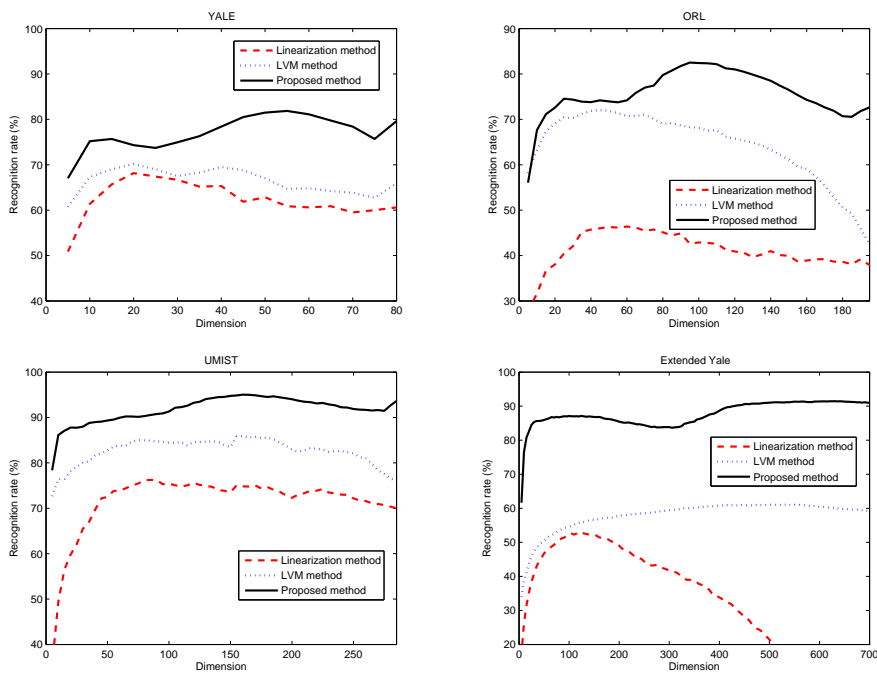 YALE
Recognition rate (%)
100
90
80
70
60
50
40
0 10 20 30 40 50 60 70 80
Dimension
Linearization method
LVM method
Proposed method
ORL
Recognition rate (%)
100
90
80
70
60
50
40
30
0 20 40 60 80 100 120 140 160 180
Dimension
Linearization method
LVM method
Proposed method
UMIST
Recognition rate (%)
100
90
80
70
60
50
40
0 50 100 150 200 250
Dimension
Linearization method
LVM method
Proposed method
Extended Yale
Recognition rate (%)
100
90
80
70
60
50
40
30
20
0 100 200 300 400 500 600 700
Dimension
Linearization method
LVM method
Proposed method